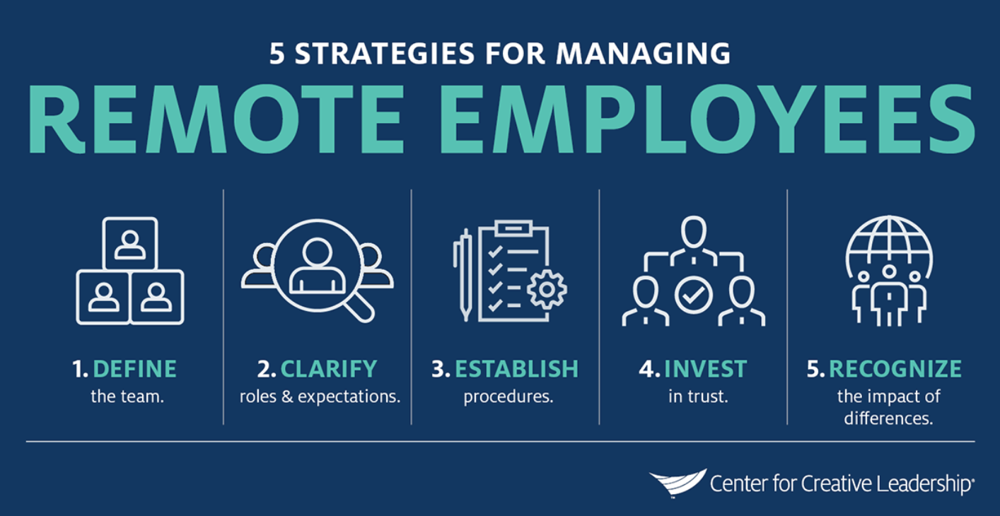 5 STRATEGIES FOR MANAGING
REMOTE EMPLOYEES
1. DEFINE
the team.
2. CLARIFY
roles & expectations.
3. ESTABLISH
procedures.
4. INVEST
in trust.
5. RECOGNIZE
the impact of
differences.
Center for Creative Leadership®
™